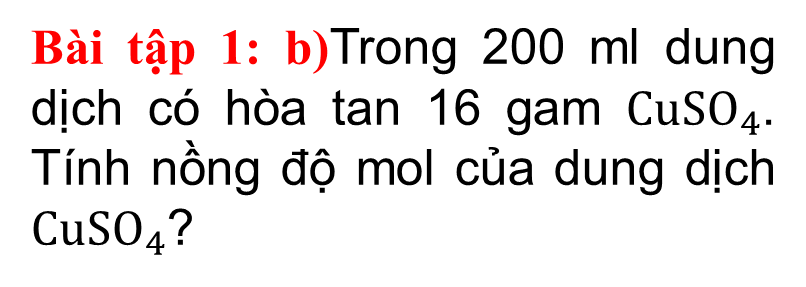 Bài tập 1: b)Trong 200 ml dung
dịch có hòa tan 16 gam CuSO₄.
Tính nồng độ mol của dung dịch
CuSO₄?